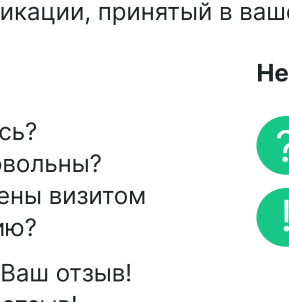 икации, принятый в ваш
Не
сь?
овольны?
ены визитом
ию?
Ваш отзыв!
?
!